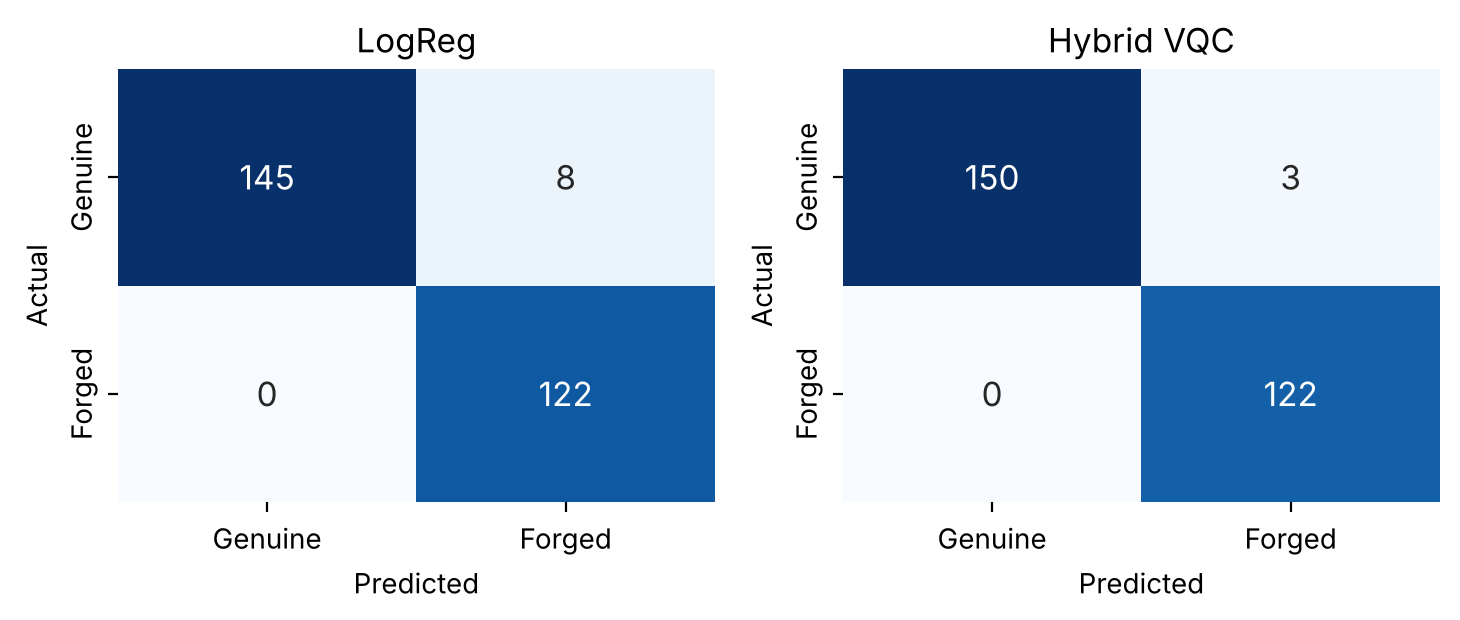 LogReg
Actual
Genuine
145
8
Forged
0
122
Genuine
Forged
Predicted
Hybrid VQC
Actual
Genuine
150
3
Forged
0
122
Genuine
Forged
Predicted